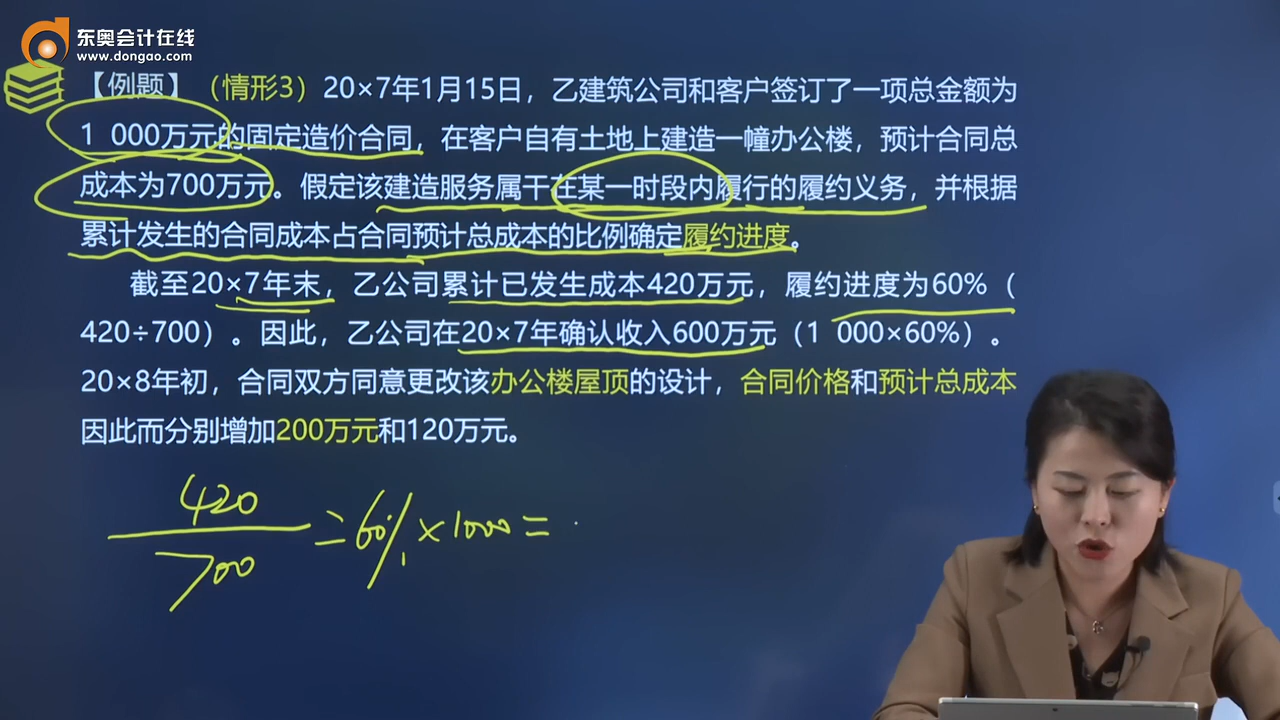 东奥会计在线
www.dongao.com
【例题】（情形3）20×7年1月15日，乙建筑公司和客户签订了一项总金额为
1 000万元的固定造价合同，在客户自有土地上建造一幢办公楼，预计合同总
成本为700万元。假定该建造服务属于在某一时段内履行的履约义务，并根据
累计发生的合同成本占合同预计总成本的比例确定履约进度。
截至20×7年末，乙公司累计已发生成本420万元，履约进度为60%（
420÷700）。因此，乙公司在20×7年确认收入600万元（1 000×60%）。
20×8年初，合同双方同意更改该办公楼屋顶的设计，合同价格和预计总成本
因此而分别增加200万元和120万元。
420
=60%×1000=
700